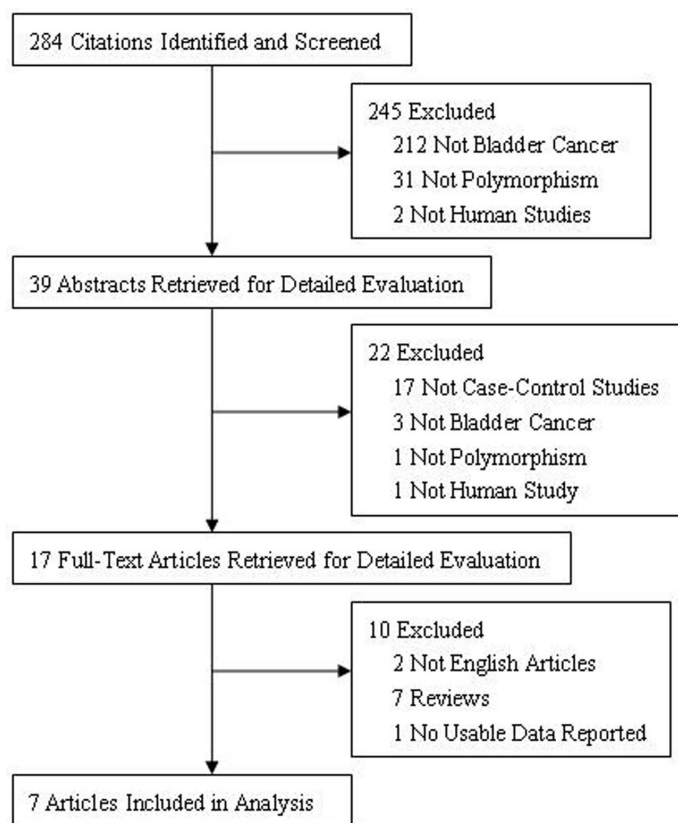 284 Citations Identified and Screened
245 Excluded
212 Not Bladder Cancer
31 Not Polymorphism
2 Not Human Studies
39 Abstracts Retrieved for Detailed Evaluation
22 Excluded
17 Not Case-Control Studies
3 Not Bladder Cancer
1 Not Polymorphism
1 Not Human Study
17 Full-Text Articles Retrieved for Detailed Evaluation
10 Excluded
2 Not English Articles
7 Reviews
1 No Usable Data Reported
7 Articles Included in Analysis